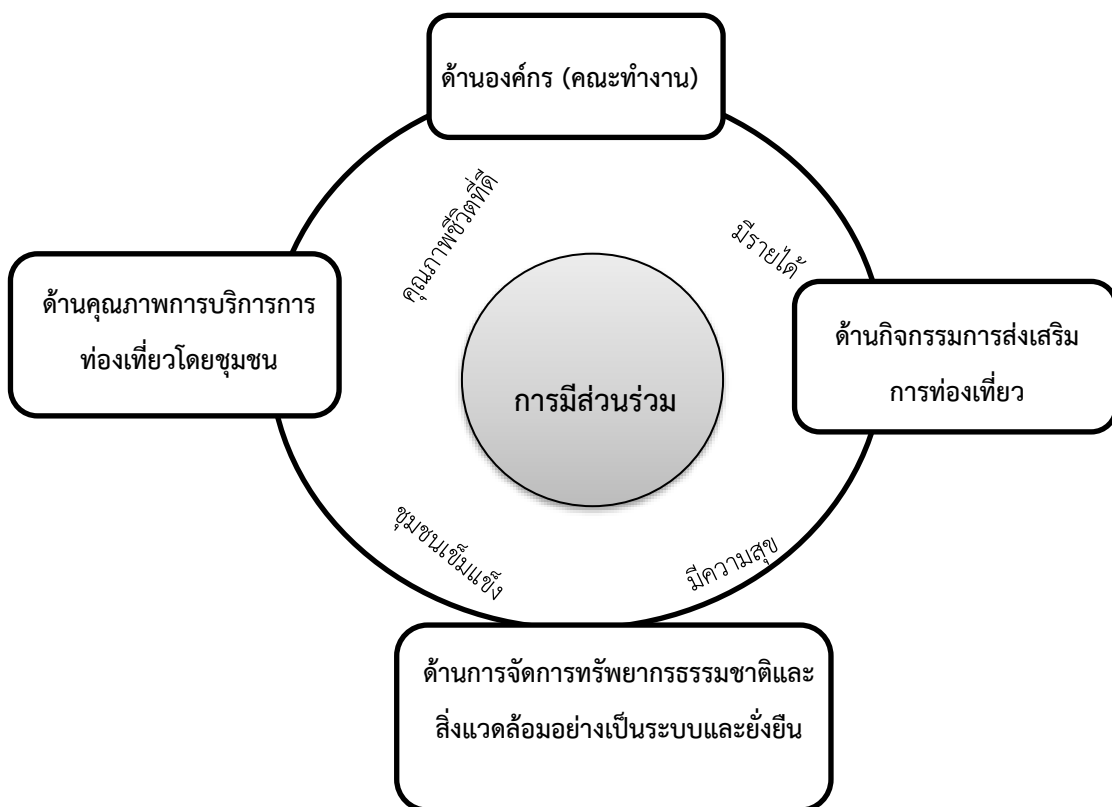 ด้านองค์กร (คณะทำงาน)
คุณภาพชีวิตที่ดี
มีรายได้
ด้านคุณภาพการบริการการ
ท่องเที่ยวโดยชุมชน
การมีส่วนร่วม
ด้านกิจกรรมการส่งเสริม
การท่องเที่ยว
ชุมชนเข็มแข็ง
มีความสุข
ด้านการจัดการทรัพยากรธรรมชาติและ
สิ่งแวดล้อมอย่างเป็นระบบและยั่งยืน